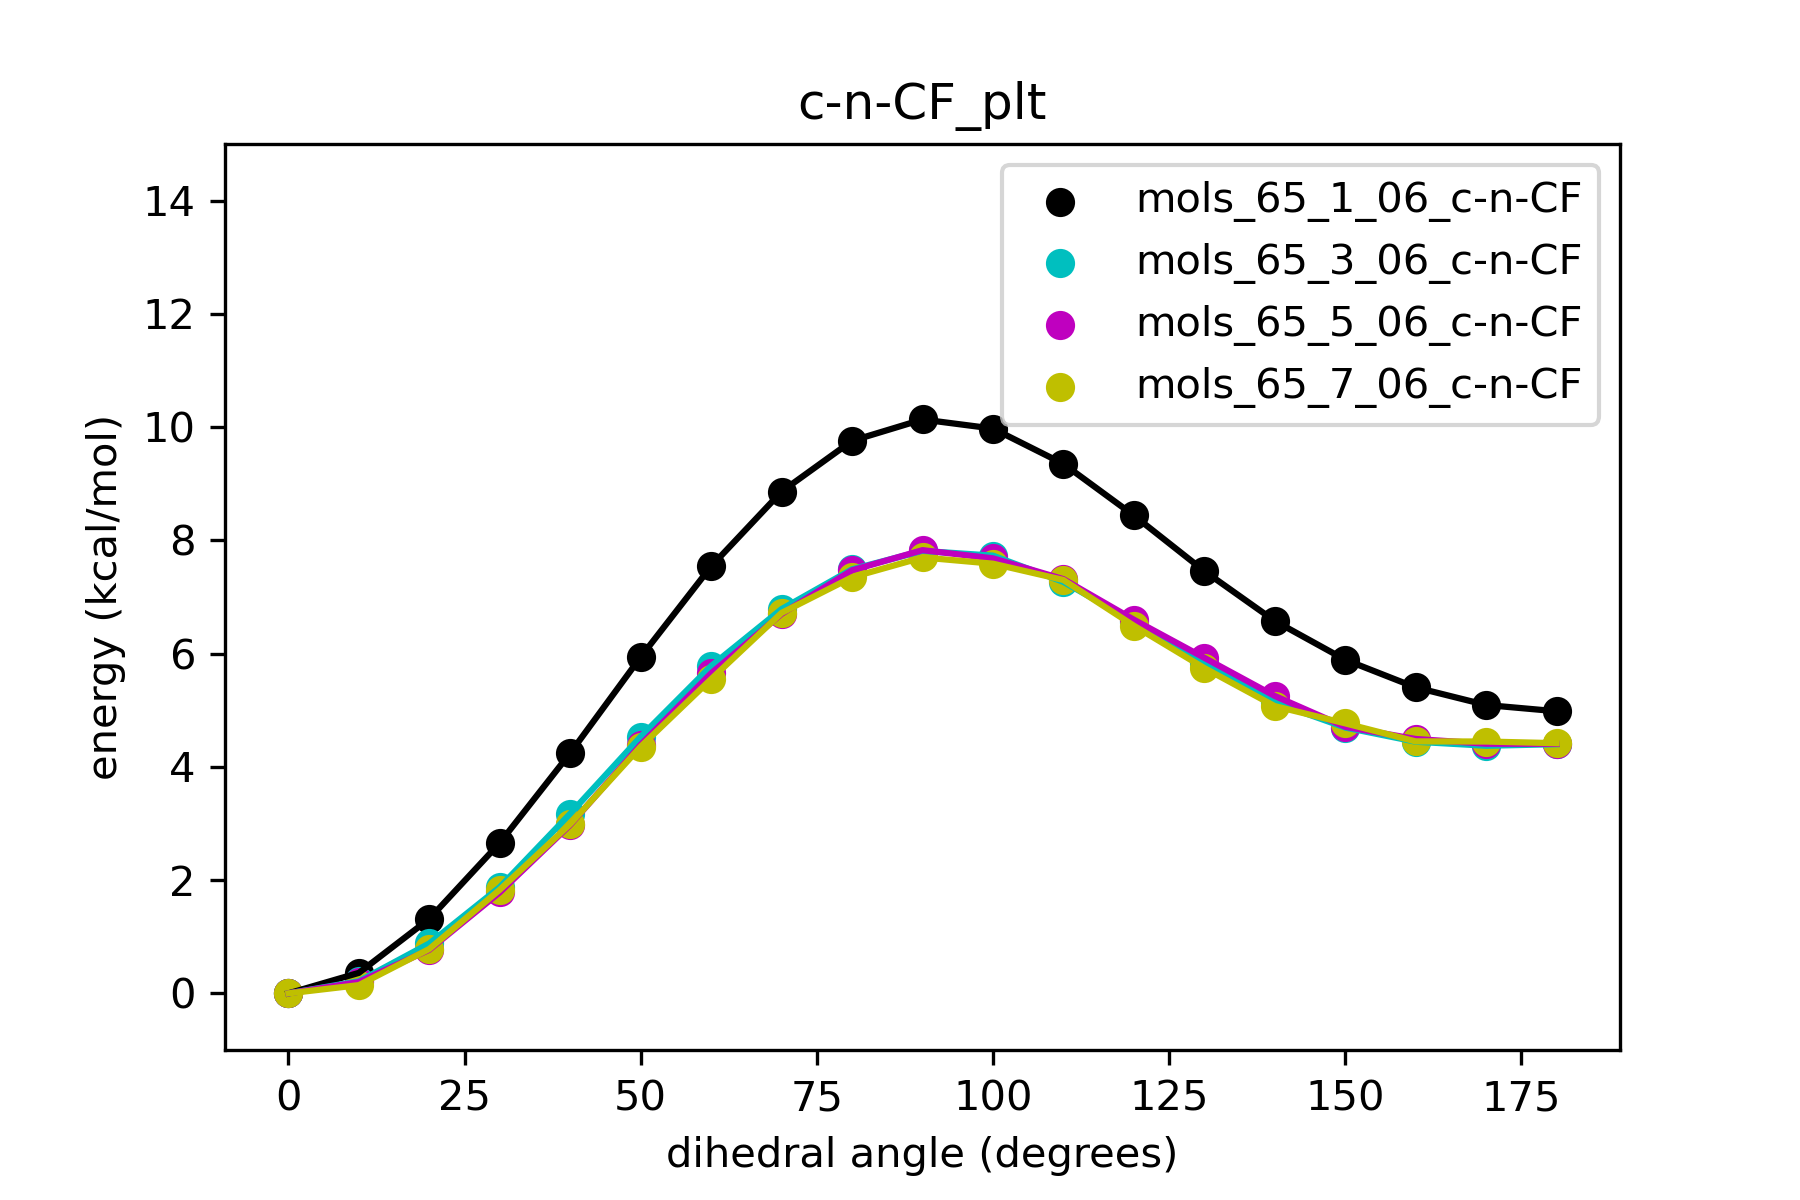 c-n-CF_plt
mols_65_1_06_c-n-CF
mols_65_3_06_c-n-CF
mols_65_5_06_c-n-CF
mols_65_7_06_c-n-CF
energy (kcal/mol)
14
12
10
8
6
4
2
0
0 25 50 75 100 125 150 175
dihedral angle (degrees)